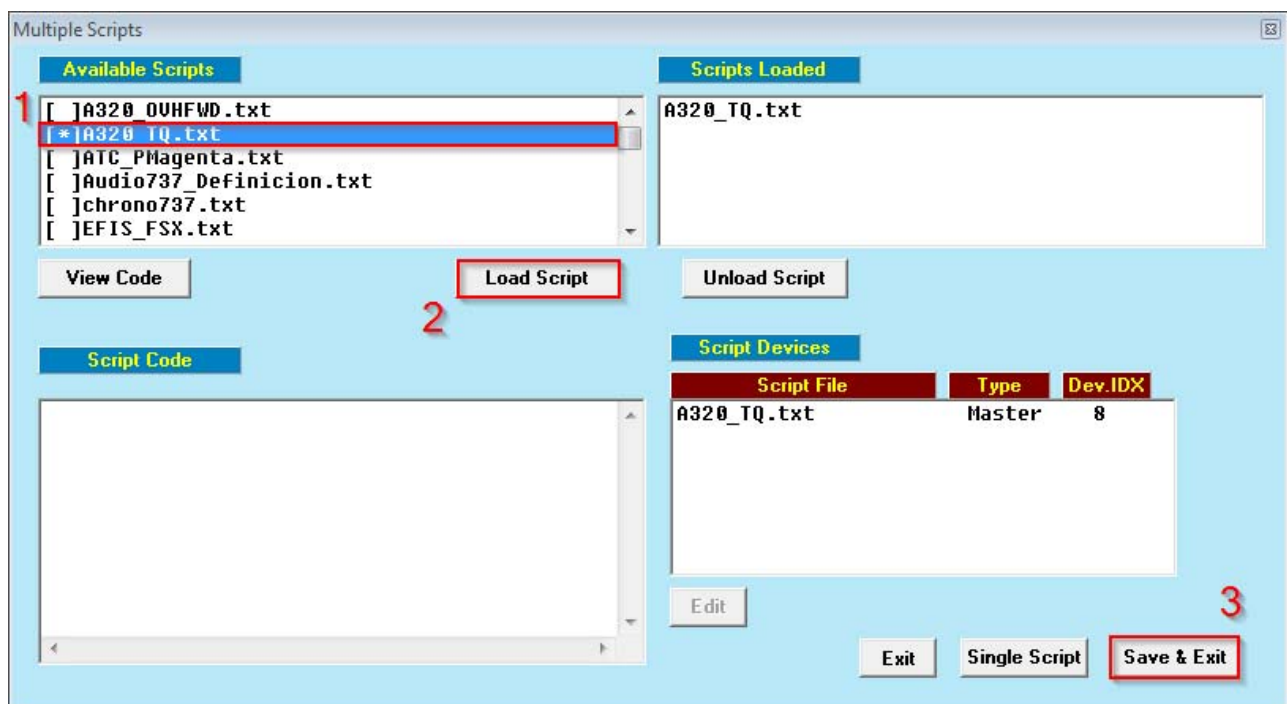 Multiple Scripts
Available Scripts
Scripts Loaded
1
[ ]A320_OVHFWD.txt
[*]A320_TQ.txt
[ ]ATC_PMagenta.txt
[ ]Audio737_Definicion.txt
[ ]chrono737.txt
[ ]EFIS_FSX.txt
A320_TQ.txt
View Code
Load Script
Unload Script
2
Script Code
Script Devices
Script File Type Dev.IDX
A320_TQ.txt Master 8
Edit
3
Exit
Single Script
Save & Exit